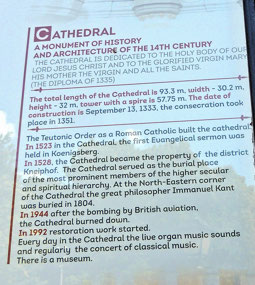 CATHEDRAL
A MONUMENT OF HISTORY
AND ARCHITECTURE OF THE 14TH CENTURY
THE CATHEDRAL IS DEDICATED TO THE HOLY BODY OF OUR
LORD JESUS CHRIST AND TO THE GLORIFIED VIRGIN MARY
HIS MOTHER THE VIRGIN AND ALL THE SAINTS.
(THE DIPLOMA OF 1335)
The total length of the Cathedral is 93.3 m, width - 30.2 m,
height - 32 m, tower with a spire is 57.75 m. The date of
construction is September 13, 1333, the consecration took
place in 1351.
The Teutonic Order as a Roman Catholic built the cathedral
In 1523 in the Cathedral, the first Evangelical sermon was
held in Koenigsberg.
In 1528, the Cathedral became the property of the district
Kneiphof. The Cathedral served as the burial place
of the most prominent members of the higher secular
and spiritual hierarchy. At the North-Eastern corner
of the Cathedral the great philosopher Immanuel Kant
was buried in 1804.
In 1944 after the bombing by British aviation,
the Cathedral burned down.
In 1992 restoration work started.
Every day in the Cathedral the live organ music sounds
and regularly the concert of classical music.
There is a museum.